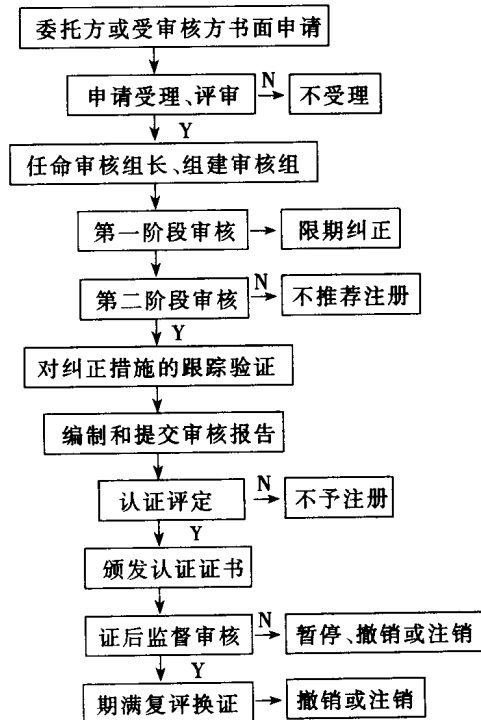 委托方或受审核方书面申请
申请受理、评审
N
不受理
Y
任命审核组长、组建审核组
第一阶段审核
限期纠正
第二阶段审核
N
不推荐注册
Y
对纠正措施的跟踪验证
编制和提交审核报告
认证评定
N
不予注册
Y
颁发认证证书
证后监督审核
N
暂停、撤销或注销
Y
期满复评换证
撤销或注销